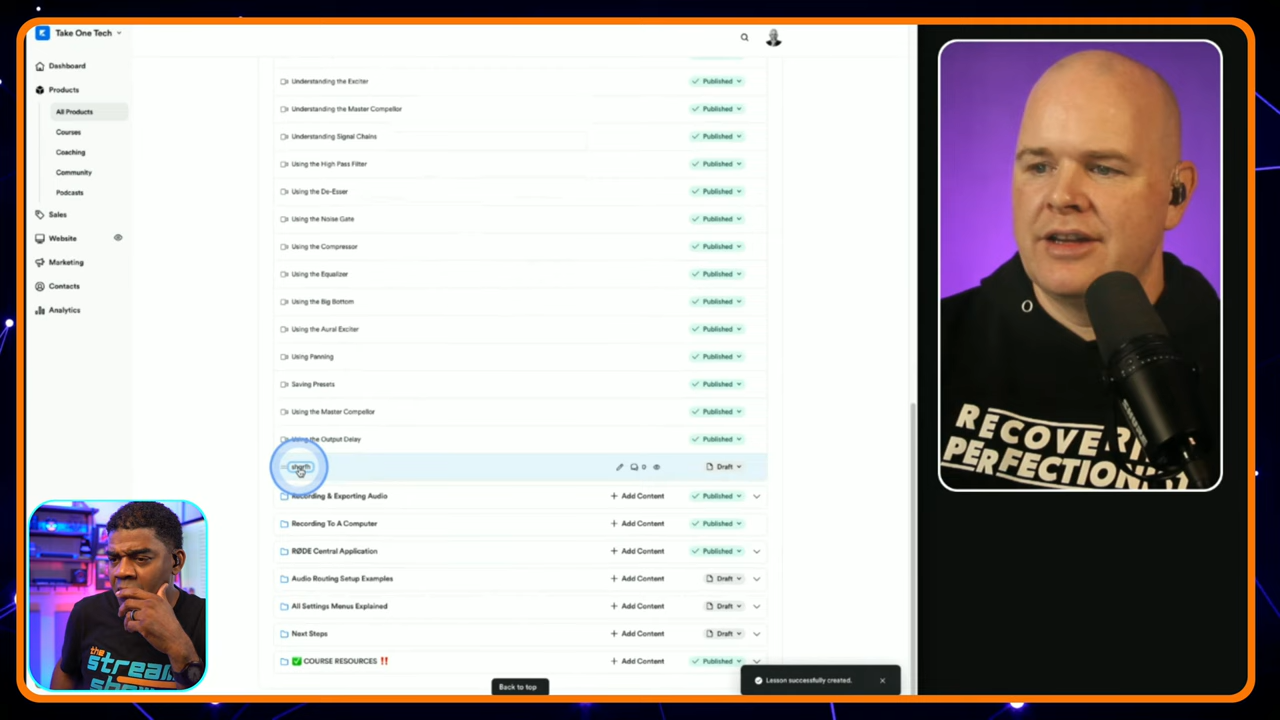 Take One Tech
Dashboard
Products
All Products
Courses
Coaching
Community
Podcasts
Sales
Website
Marketing
Contacts
Analytics
Understanding the Exciter Published
Understanding the Master Compellor Published
Understanding Signal Chains Published
Using the High Pass Filter Published
Using the De-Esser Published
Using the Noise Gate Published
Using the Compressor Published
Using the Equalizer Published
Using the Big Bottom Published
Using the Aural Exciter Published
Using Panning Published
Saving Presets Published
Using the Master Compellor Published
Using the Output Delay Published
0 Draft
Recording & Exporting Audio + Add Content Published
Recording To A Computer + Add Content Published
RØDE Central Application + Add Content Published
Audio Routing Setup Examples + Add Content Draft
All Settings Menus Explained + Add Content Draft
Next Steps + Add Content Draft
✅ COURSE RESOURCES ‼️ + Add Content Published
Back to top
Lesson successfully created.
RECOVERI
PERFECTION
the
stream